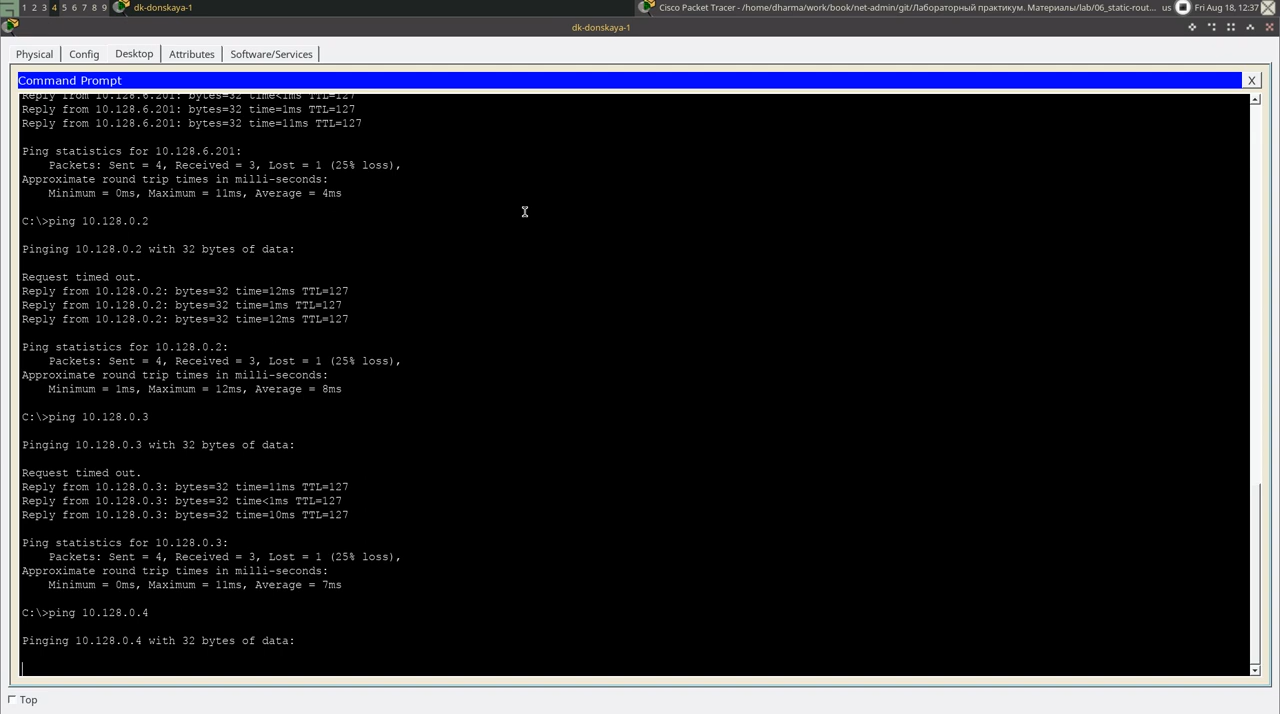 1 2 3 4 5 6 7 8 9 dk-donskaya-1 Cisco Packet Tracer - /home/dharma/work/book/net-admin/git/Лабораторный практикум. Материалы/lab/06_static-rout... us Fri Aug 18, 12:37
dk-donskaya-1
Physical Config Desktop Attributes Software/Services
Command Prompt X
Reply from 10.128.6.201: bytes=32 time<1ms TTL=127
Reply from 10.128.6.201: bytes=32 time=1ms TTL=127
Reply from 10.128.6.201: bytes=32 time=11ms TTL=127
Ping statistics for 10.128.6.201:
Packets: Sent = 4, Received = 3, Lost = 1 (25% loss),
Approximate round trip times in milli-seconds:
Minimum = 0ms, Maximum = 11ms, Average = 4ms
C:\>ping 10.128.0.2
Pinging 10.128.0.2 with 32 bytes of data:
Request timed out.
Reply from 10.128.0.2: bytes=32 time=12ms TTL=127
Reply from 10.128.0.2: bytes=32 time=1ms TTL=127
Reply from 10.128.0.2: bytes=32 time=12ms TTL=127
Ping statistics for 10.128.0.2:
Packets: Sent = 4, Received = 3, Lost = 1 (25% loss),
Approximate round trip times in milli-seconds:
Minimum = 1ms, Maximum = 12ms, Average = 8ms
C:\>ping 10.128.0.3
Pinging 10.128.0.3 with 32 bytes of data:
Request timed out.
Reply from 10.128.0.3: bytes=32 time=11ms TTL=127
Reply from 10.128.0.3: bytes=32 time<1ms TTL=127
Reply from 10.128.0.3: bytes=32 time=10ms TTL=127
Ping statistics for 10.128.0.3:
Packets: Sent = 4, Received = 3, Lost = 1 (25% loss),
Approximate round trip times in milli-seconds:
Minimum = 0ms, Maximum = 11ms, Average = 7ms
C:\>ping 10.128.0.4
Pinging 10.128.0.4 with 32 bytes of data:
Top